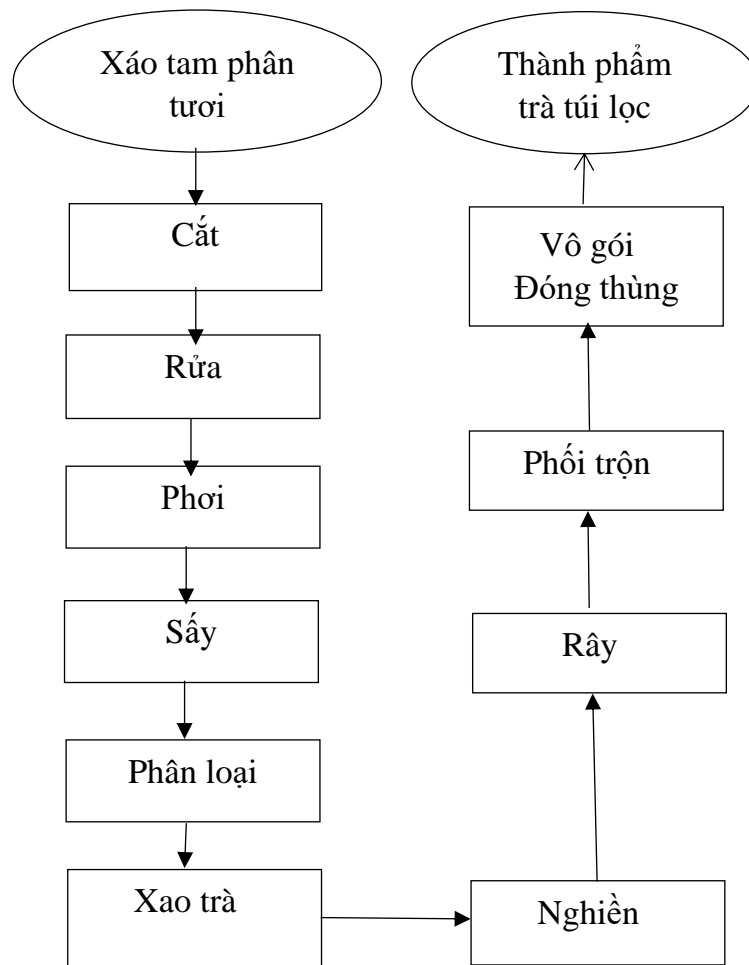 Xáo tam phân
tươi
Cắt
Rửa
Phơi
Sấy
Phân loại
Xao trà
Nghiền
Rây
Phối trộn
Vô gói
Đóng thùng
Thành phẩm
trà túi lọc